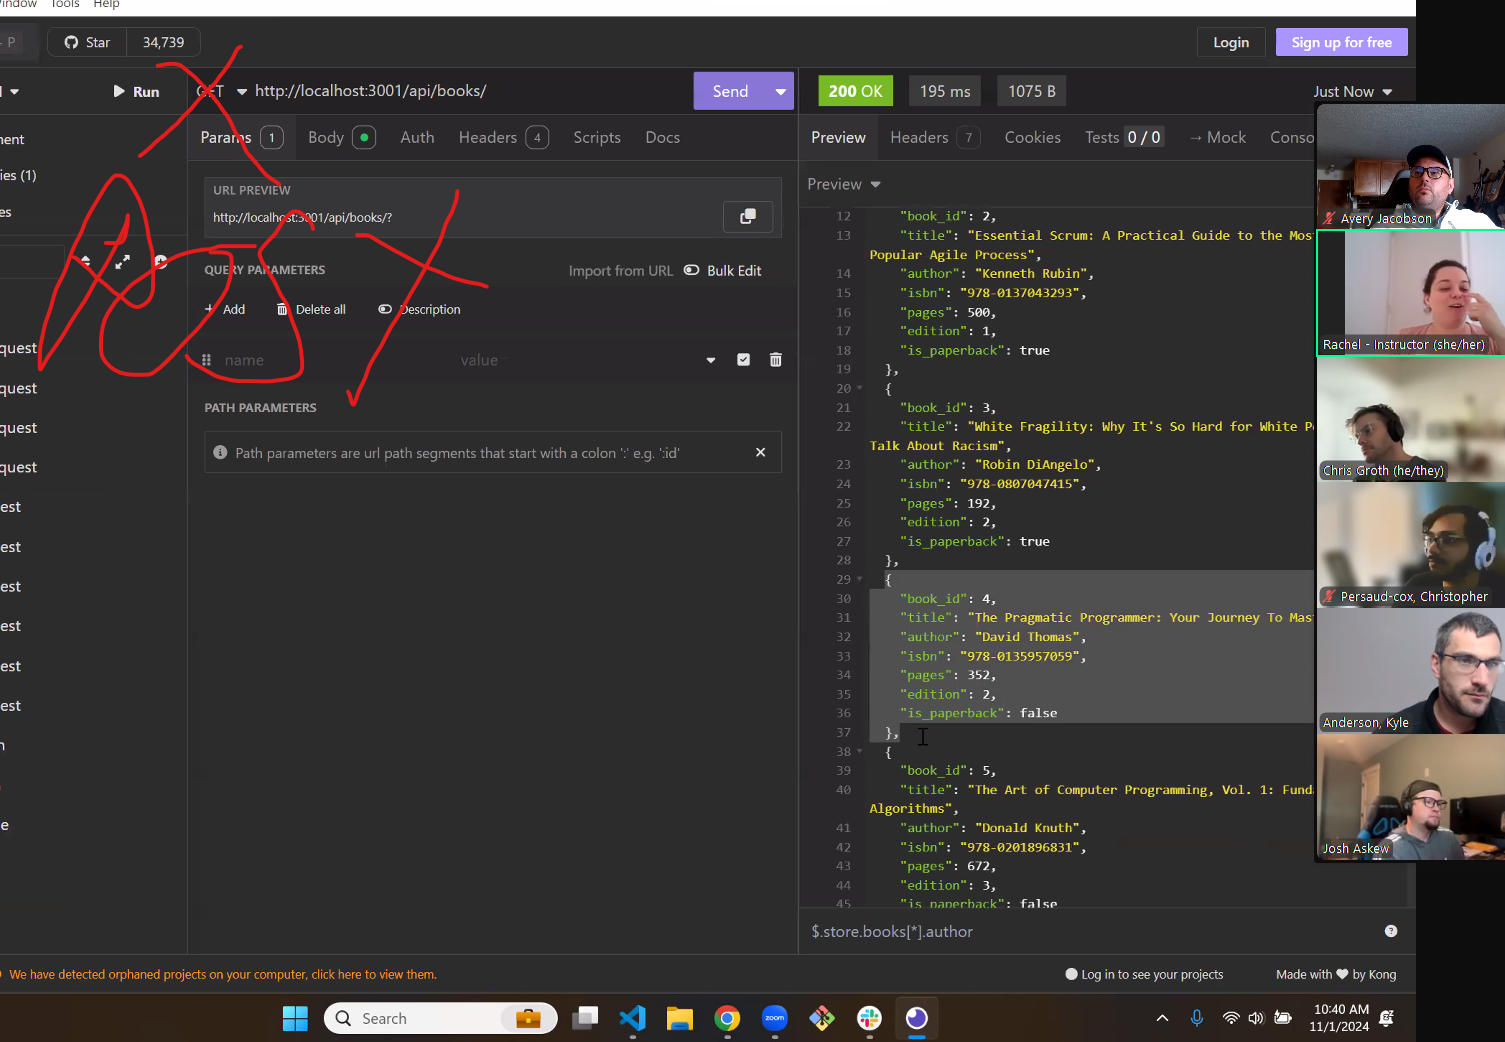 Window Tools Help
P
Star 34,739
Login
Sign up for free
Run
GET http://localhost:3001/api/books/
Send
200 OK
195 ms
1075 B
Just Now
Params 1
Body
Auth
Headers 4
Scripts
Docs
Preview
Headers 7
Cookies
Tests 0 / 0
→ Mock
Conso
ment
ies (1)
es
URL PREVIEW
http://localhost:3001/api/books/?
QUERY PARAMETERS
Import from URL
Bulk Edit
+ Add
Delete all
Description
name
value
PATH PARAMETERS
Path parameters are url path segments that start with a colon ':' e.g. ':id'
quest
quest
quest
quest
est
est
est
est
est
est
n
e
Preview
12 "book_id": 2,
13 "title": "Essential Scrum: A Practical Guide to the Mos
Popular Agile Process",
14 "author": "Kenneth Rubin",
15 "isbn": "978-0137043293",
16 "pages": 500,
17 "edition": 1,
18 "is_paperback": true
19 },
20 {
21 "book_id": 3,
22 "title": "White Fragility: Why It's So Hard for White P
Talk About Racism",
23 "author": "Robin DiAngelo",
24 "isbn": "978-0807047415",
25 "pages": 192,
26 "edition": 2,
27 "is_paperback": true
28 },
29 {
30 "book_id": 4,
31 "title": "The Pragmatic Programmer: Your Journey To Mas
32 "author": "David Thomas",
33 "isbn": "978-0135957059",
34 "pages": 352,
35 "edition": 2,
36 "is_paperback": false
37 },
38 {
39 "book_id": 5,
40 "title": "The Art of Computer Programming, Vol. 1: Fund
Algorithms",
41 "author": "Donald Knuth",
42 "isbn": "978-0201896831",
43 "pages": 672,
44 "edition": 3,
45 "is_paperback": false
$.store.books[*].author
Avery Jacobson
Rachel - Instructor (she/her)
Chris Groth (he/they)
Persaud-cox, Christopher
Anderson, Kyle
Josh Askew
We have detected orphaned projects on your computer, click here to view them.
Log in to see your projects
Made with ♥ by Kong
Search
zoom
10:40 AM
11/1/2024